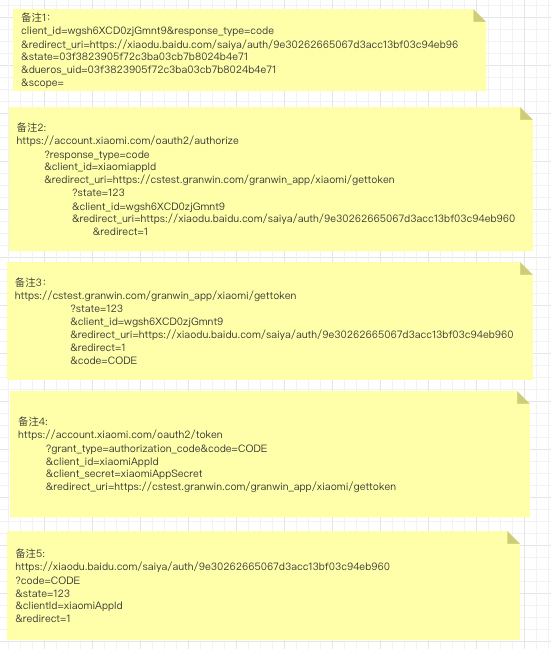 备注1:
client_id=wgsh6XCD0zjGmnt9&response_type=code
&redirect_uri=https://xiaodu.baidu.com/saiya/auth/9e30262665067d3acc13bf03c94eb96
&state=03f3823905f72c3ba03cb7b8024b4e71
&dueros_uid=03f3823905f72c3ba03cb7b8024b4e71
&scope=
备注2:
https://account.xiaomi.com/oauth2/authorize
?response_type=code
&client_id=xiaomiappId
&redirect_uri=https://cstest.granwin.com/granwin_app/xiaomi/gettoken
?state=123
&client_id=wgsh6XCD0zjGmnt9
&redirect_uri=https://xiaodu.baidu.com/saiya/auth/9e30262665067d3acc13bf03c94eb960
&redirect=1
备注3:
https://cstest.granwin.com/granwin_app/xiaomi/gettoken
?state=123
&client_id=wgsh6XCD0zjGmnt9
&redirect_uri=https://xiaodu.baidu.com/saiya/auth/9e30262665067d3acc13bf03c94eb960
&redirect=1
&code=CODE
备注4:
https://account.xiaomi.com/oauth2/token
?grant_type=authorization_code&code=CODE
&client_id=xiaomiAppId
&client_secret=xiaomiAppSecret
&redirect_uri=https://cstest.granwin.com/granwin_app/xiaomi/gettoken
备注5:
https://xiaodu.baidu.com/saiya/auth/9e30262665067d3acc13bf03c94eb960
?code=CODE
&state=123
&clientId=xiaomiAppId
&redirect=1